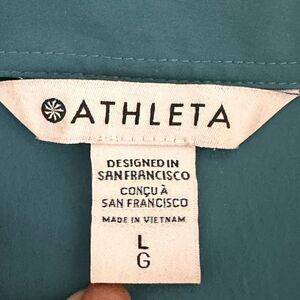 ATHLETA
DESIGNED IN
SAN FRANCISCO
CONÇU À
SAN FRANCISCO
MADE IN VIETNAM
L
G